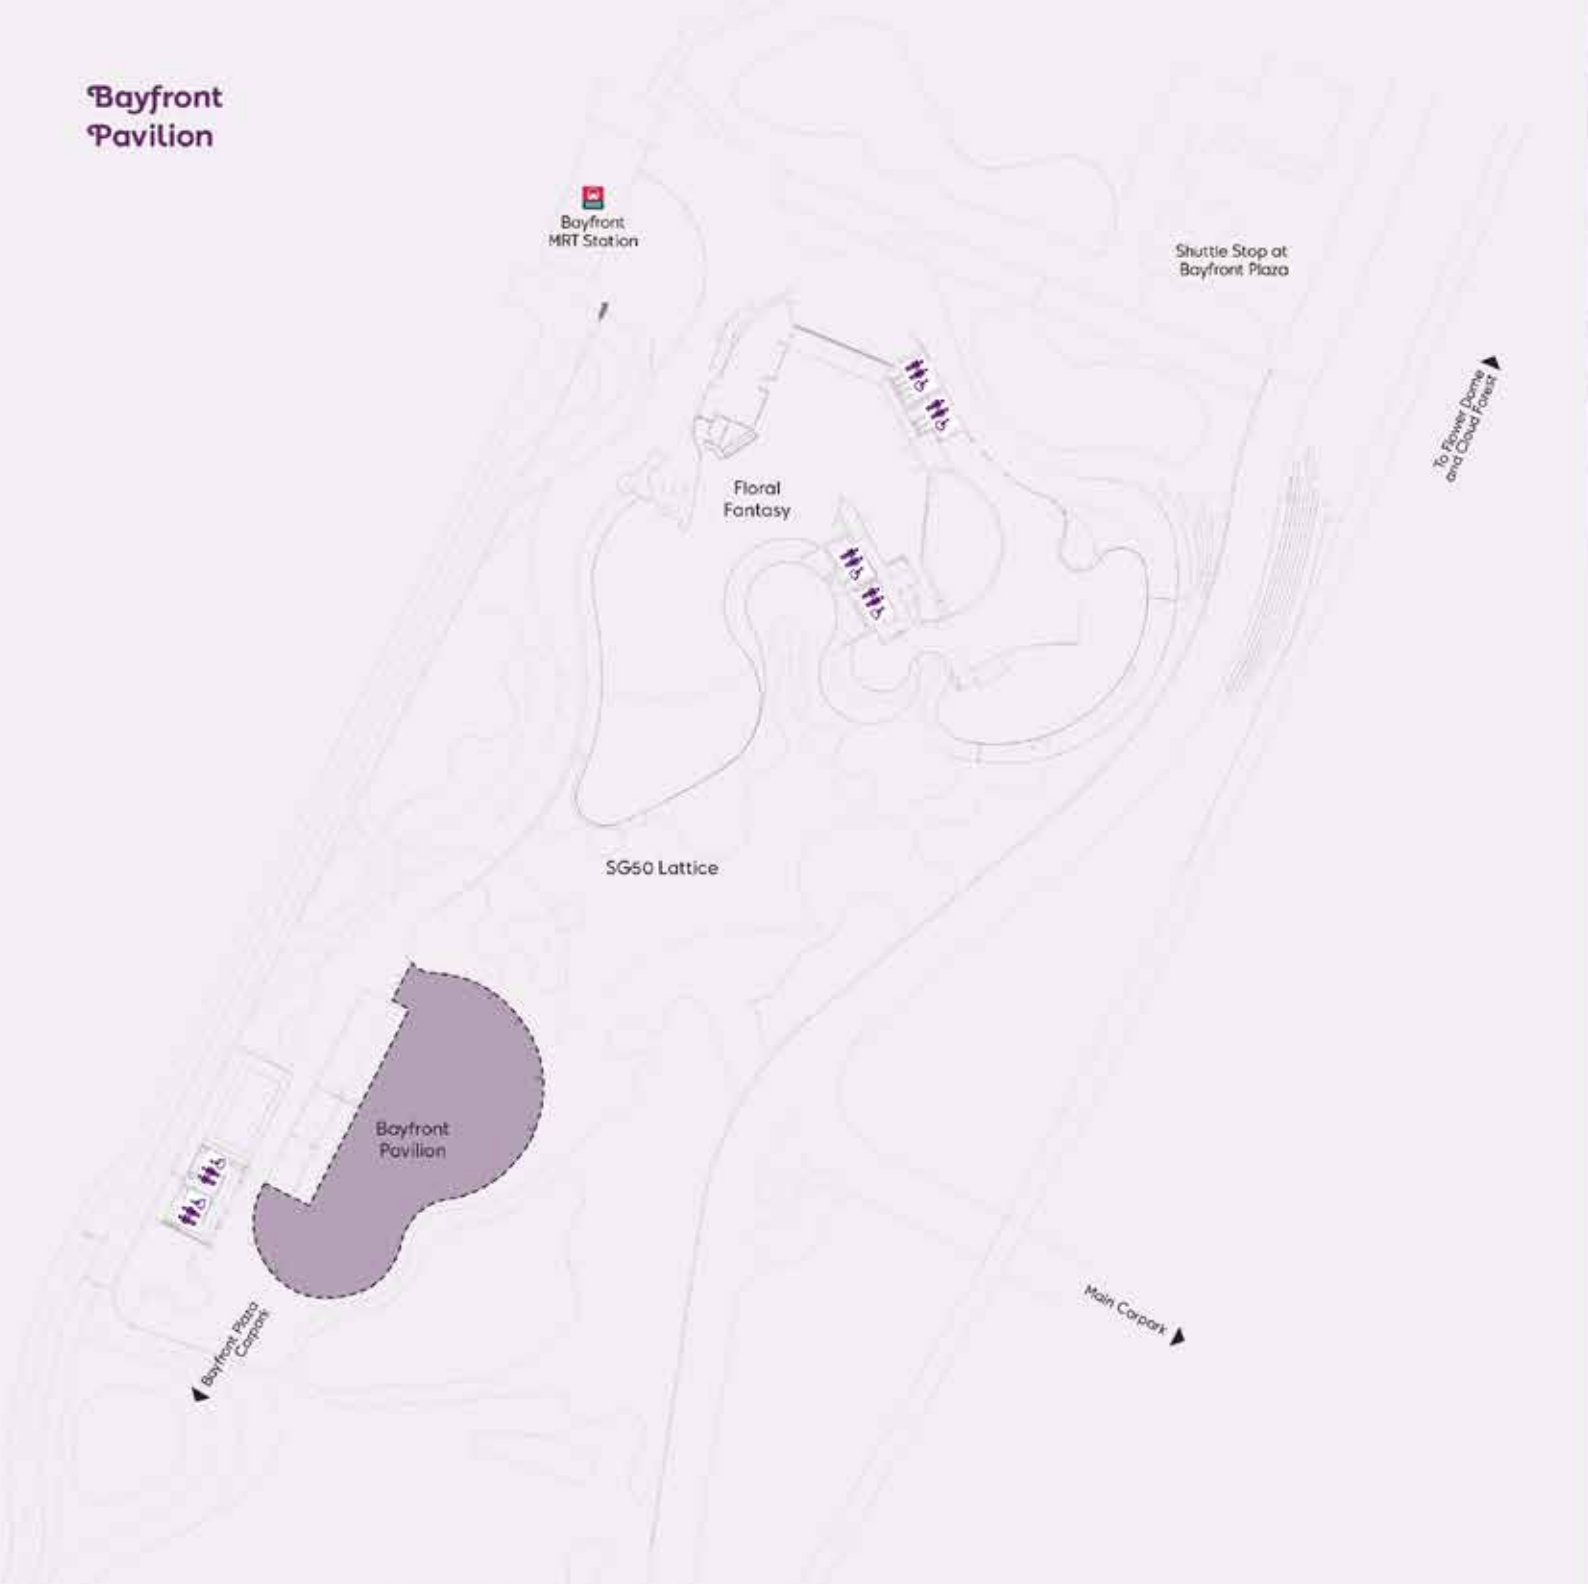 Bayfront
Pavilion
Bayfront
MRT Station
Shuttle Stop at
Bayfront Plaza
To Flower Dome
and Cloud Forest
Floral
Fantasy
SG50 Lattice
Bayfront
Pavilion
Bayfront Plaza
Carpark
Main Carpark